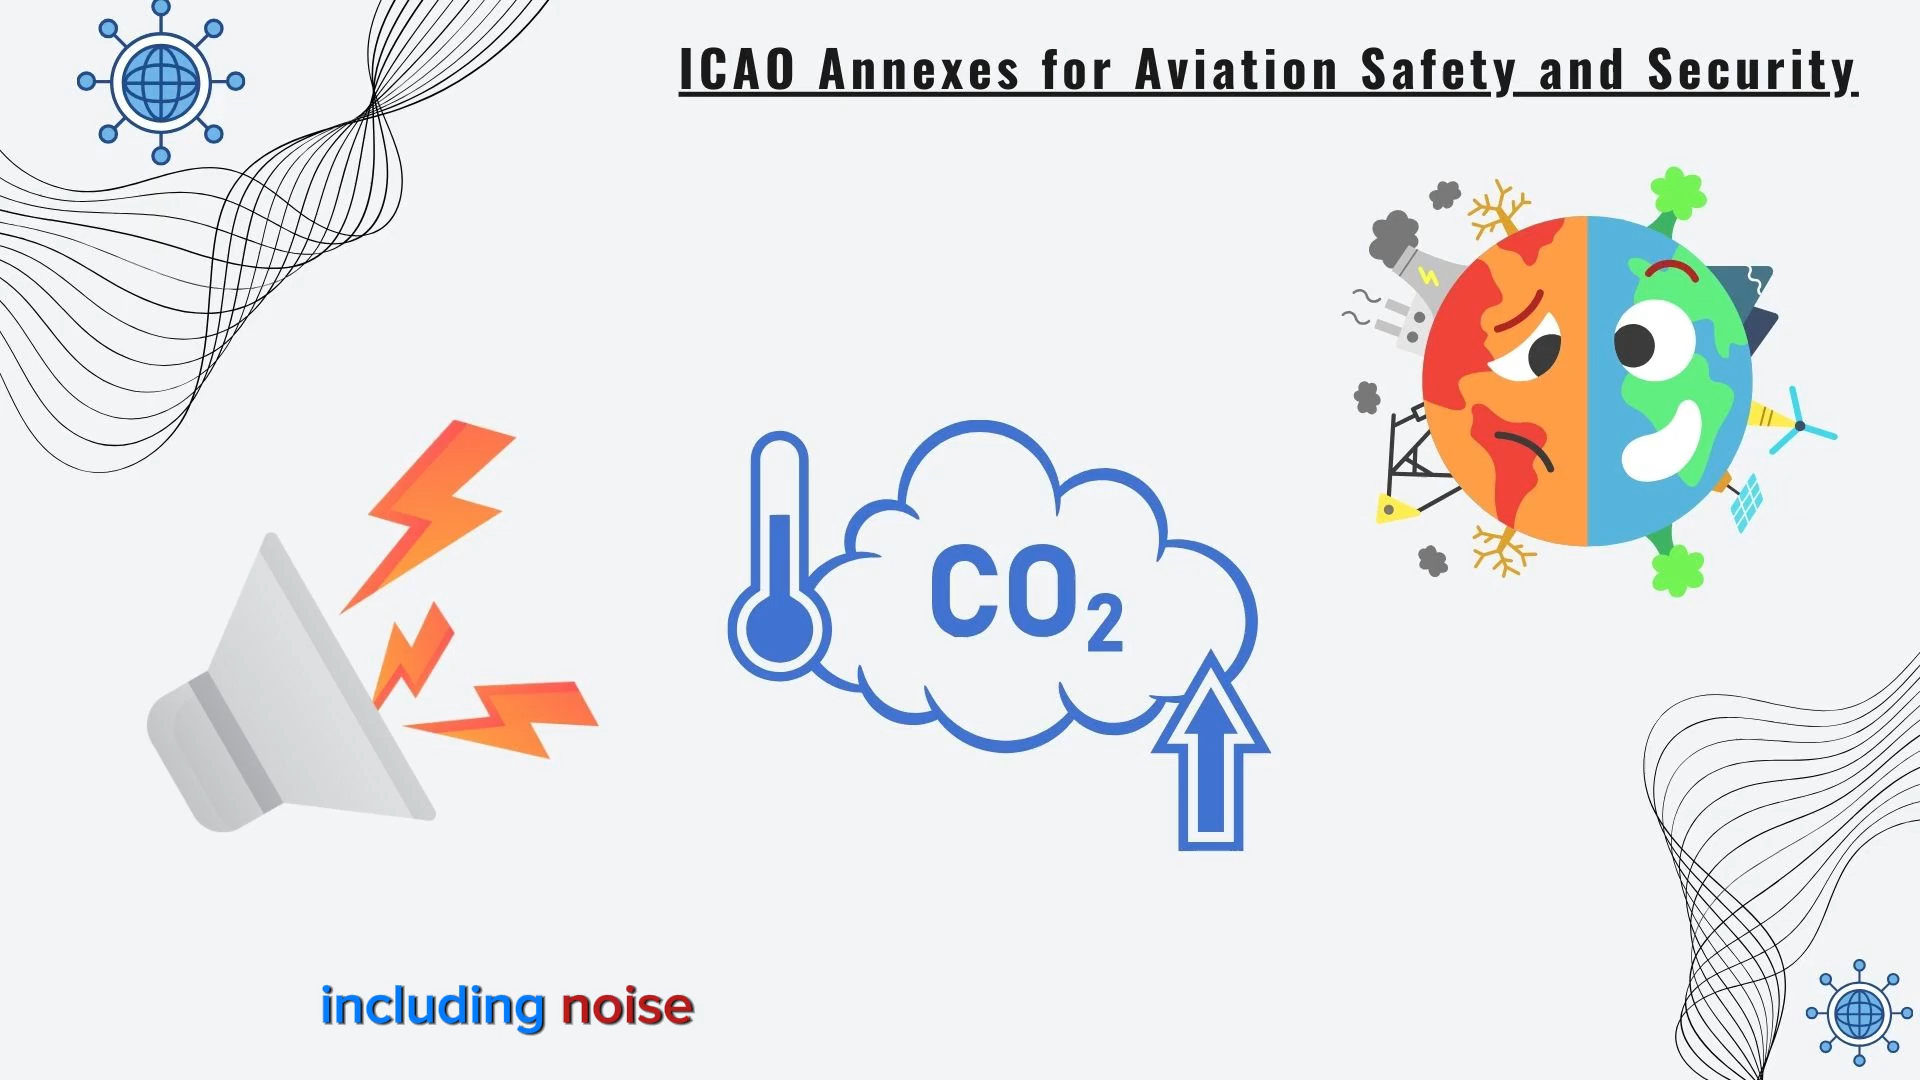 ICAO Annexes for Aviation Safety and Security
CO₂
including noise